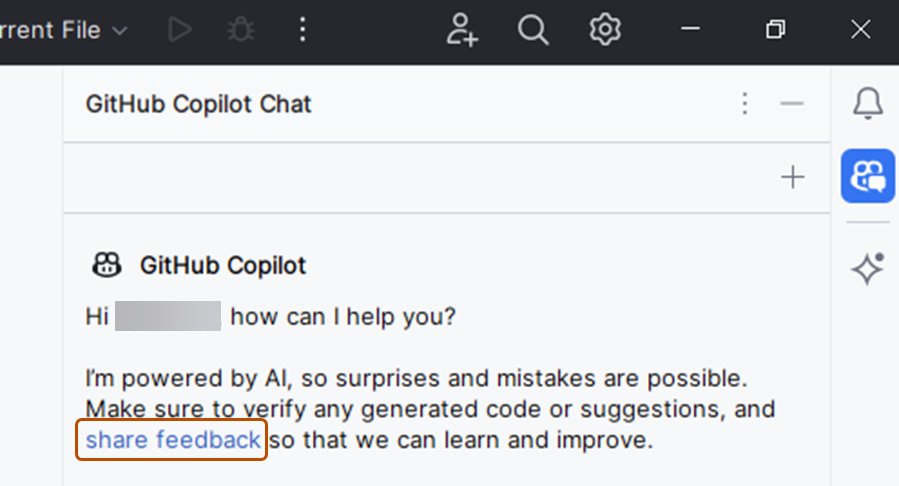 rrent File
GitHub Copilot Chat
GitHub Copilot
Hi how can I help you?
I'm powered by AI, so surprises and mistakes are possible.
Make sure to verify any generated code or suggestions, and
share feedback so that we can learn and improve.